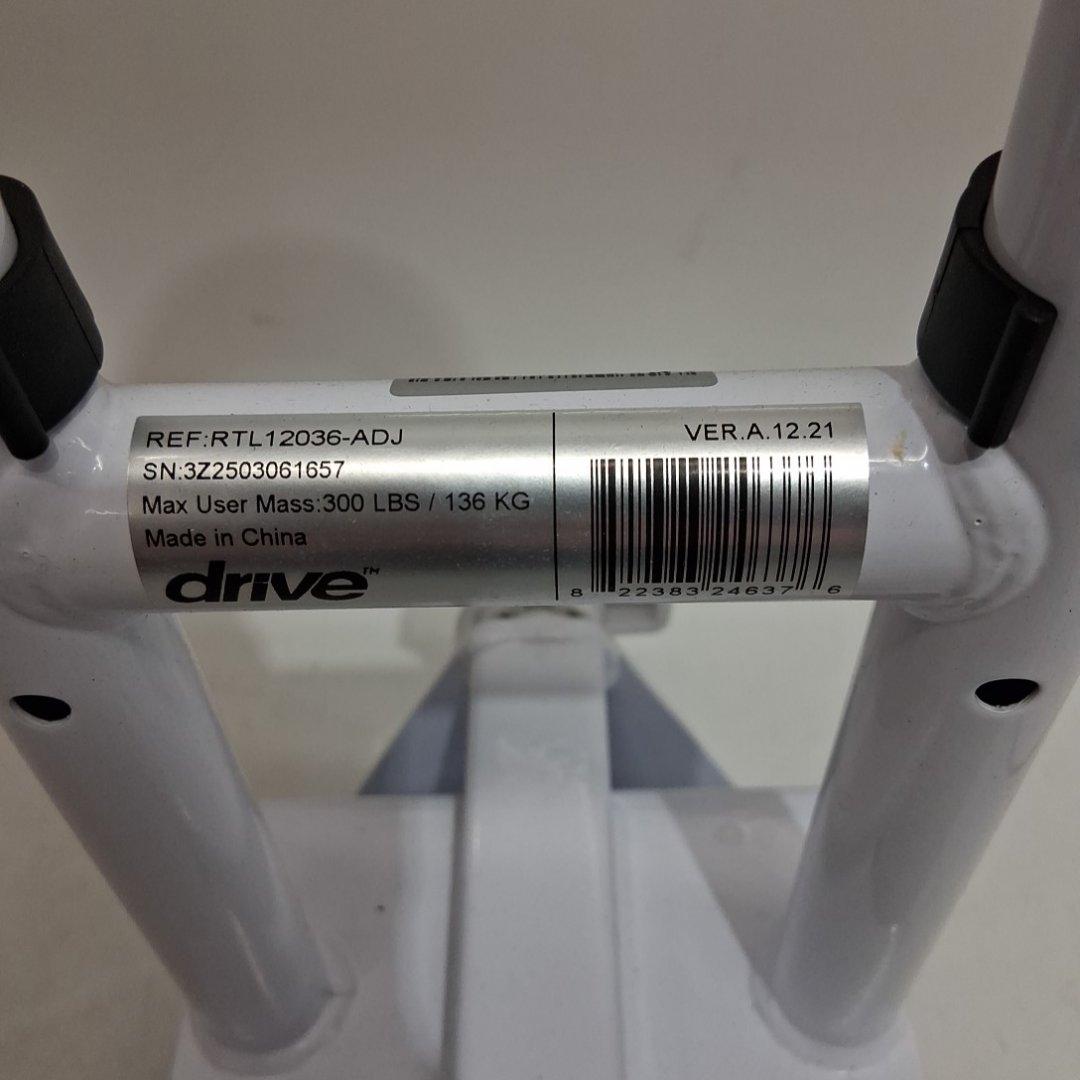 REF:RTL12036-ADJ
SN:3Z2503061657
Max User Mass:300 LBS / 136 KG
Made in China
drive™
VER.A.12.21
8 22383 24637 6